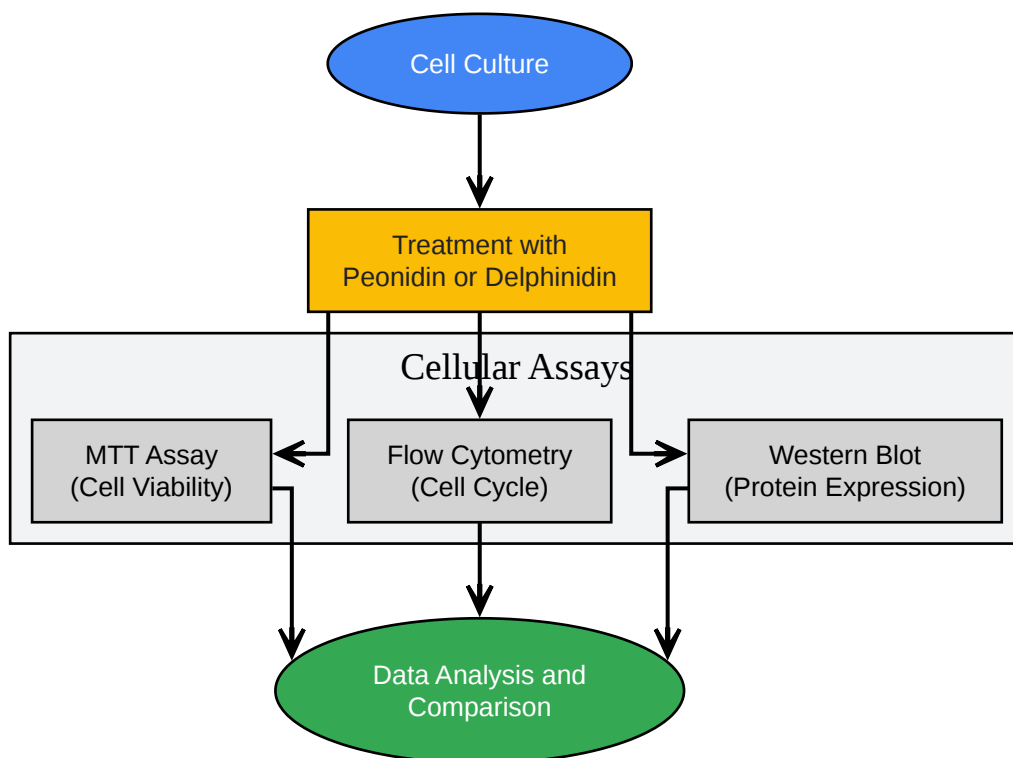 Cell Culture
Treatment with
Peonidin or Delphinidin
Cellular Assays
MTT Assay
(Cell Viability)
Flow Cytometry
(Cell Cycle)
Western Blot
(Protein Expression)
Data Analysis and
Comparison